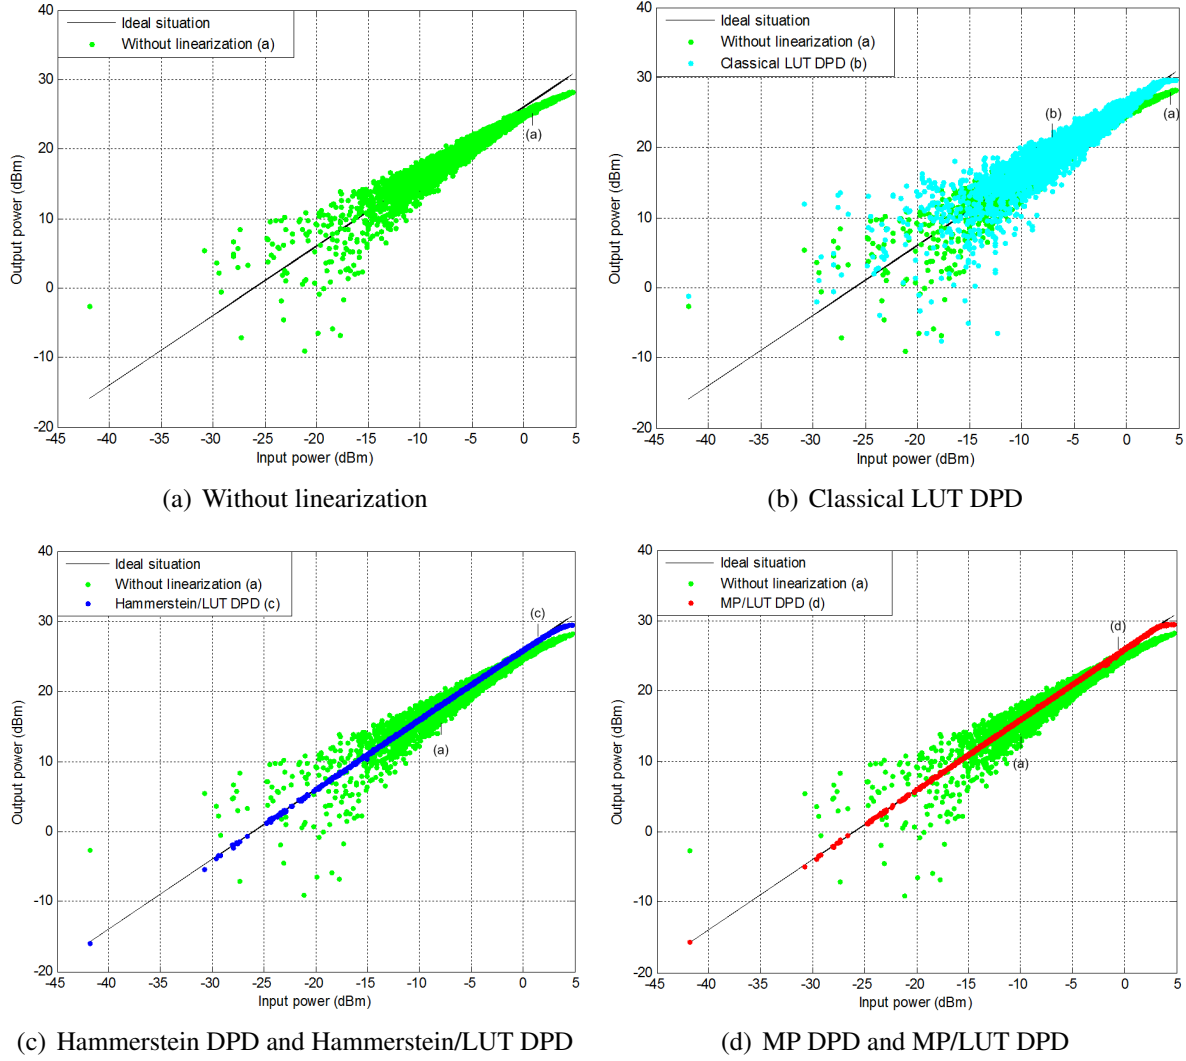 Ideal situation
Without linearization (a)
40
30
20
10
0
-10
-20
Output power (dBm)
(a)
-45
-40
-35
-30
-25
-20
-15
-10
-5
0
5
Input power (dBm)
(a) Without linearization
Ideal situation
Without linearization (a)
Classical LUT DPD (b)
40
30
20
10
0
-10
-20
Output power (dBm)
(b)
(a)
-45
-40
-35
-30
-25
-20
-15
-10
-5
0
5
Input power (dBm)
(b) Classical LUT DPD
Ideal situation
Without linearization (a)
Hammerstein/LUT DPD (c)
40
30
20
10
0
-10
-20
Output power (dBm)
(c)
(a)
-45
-40
-35
-30
-25
-20
-15
-10
-5
0
5
Input power (dBm)
(c) Hammerstein DPD and Hammerstein/LUT DPD
Ideal situation
Without linearization (a)
MP/LUT DPD (d)
40
30
20
10
0
-10
-20
Output power (dBm)
(d)
(a)
-45
-40
-35
-30
-25
-20
-15
-10
-5
0
5
Input power (dBm)
(d) MP DPD and MP/LUT DPD